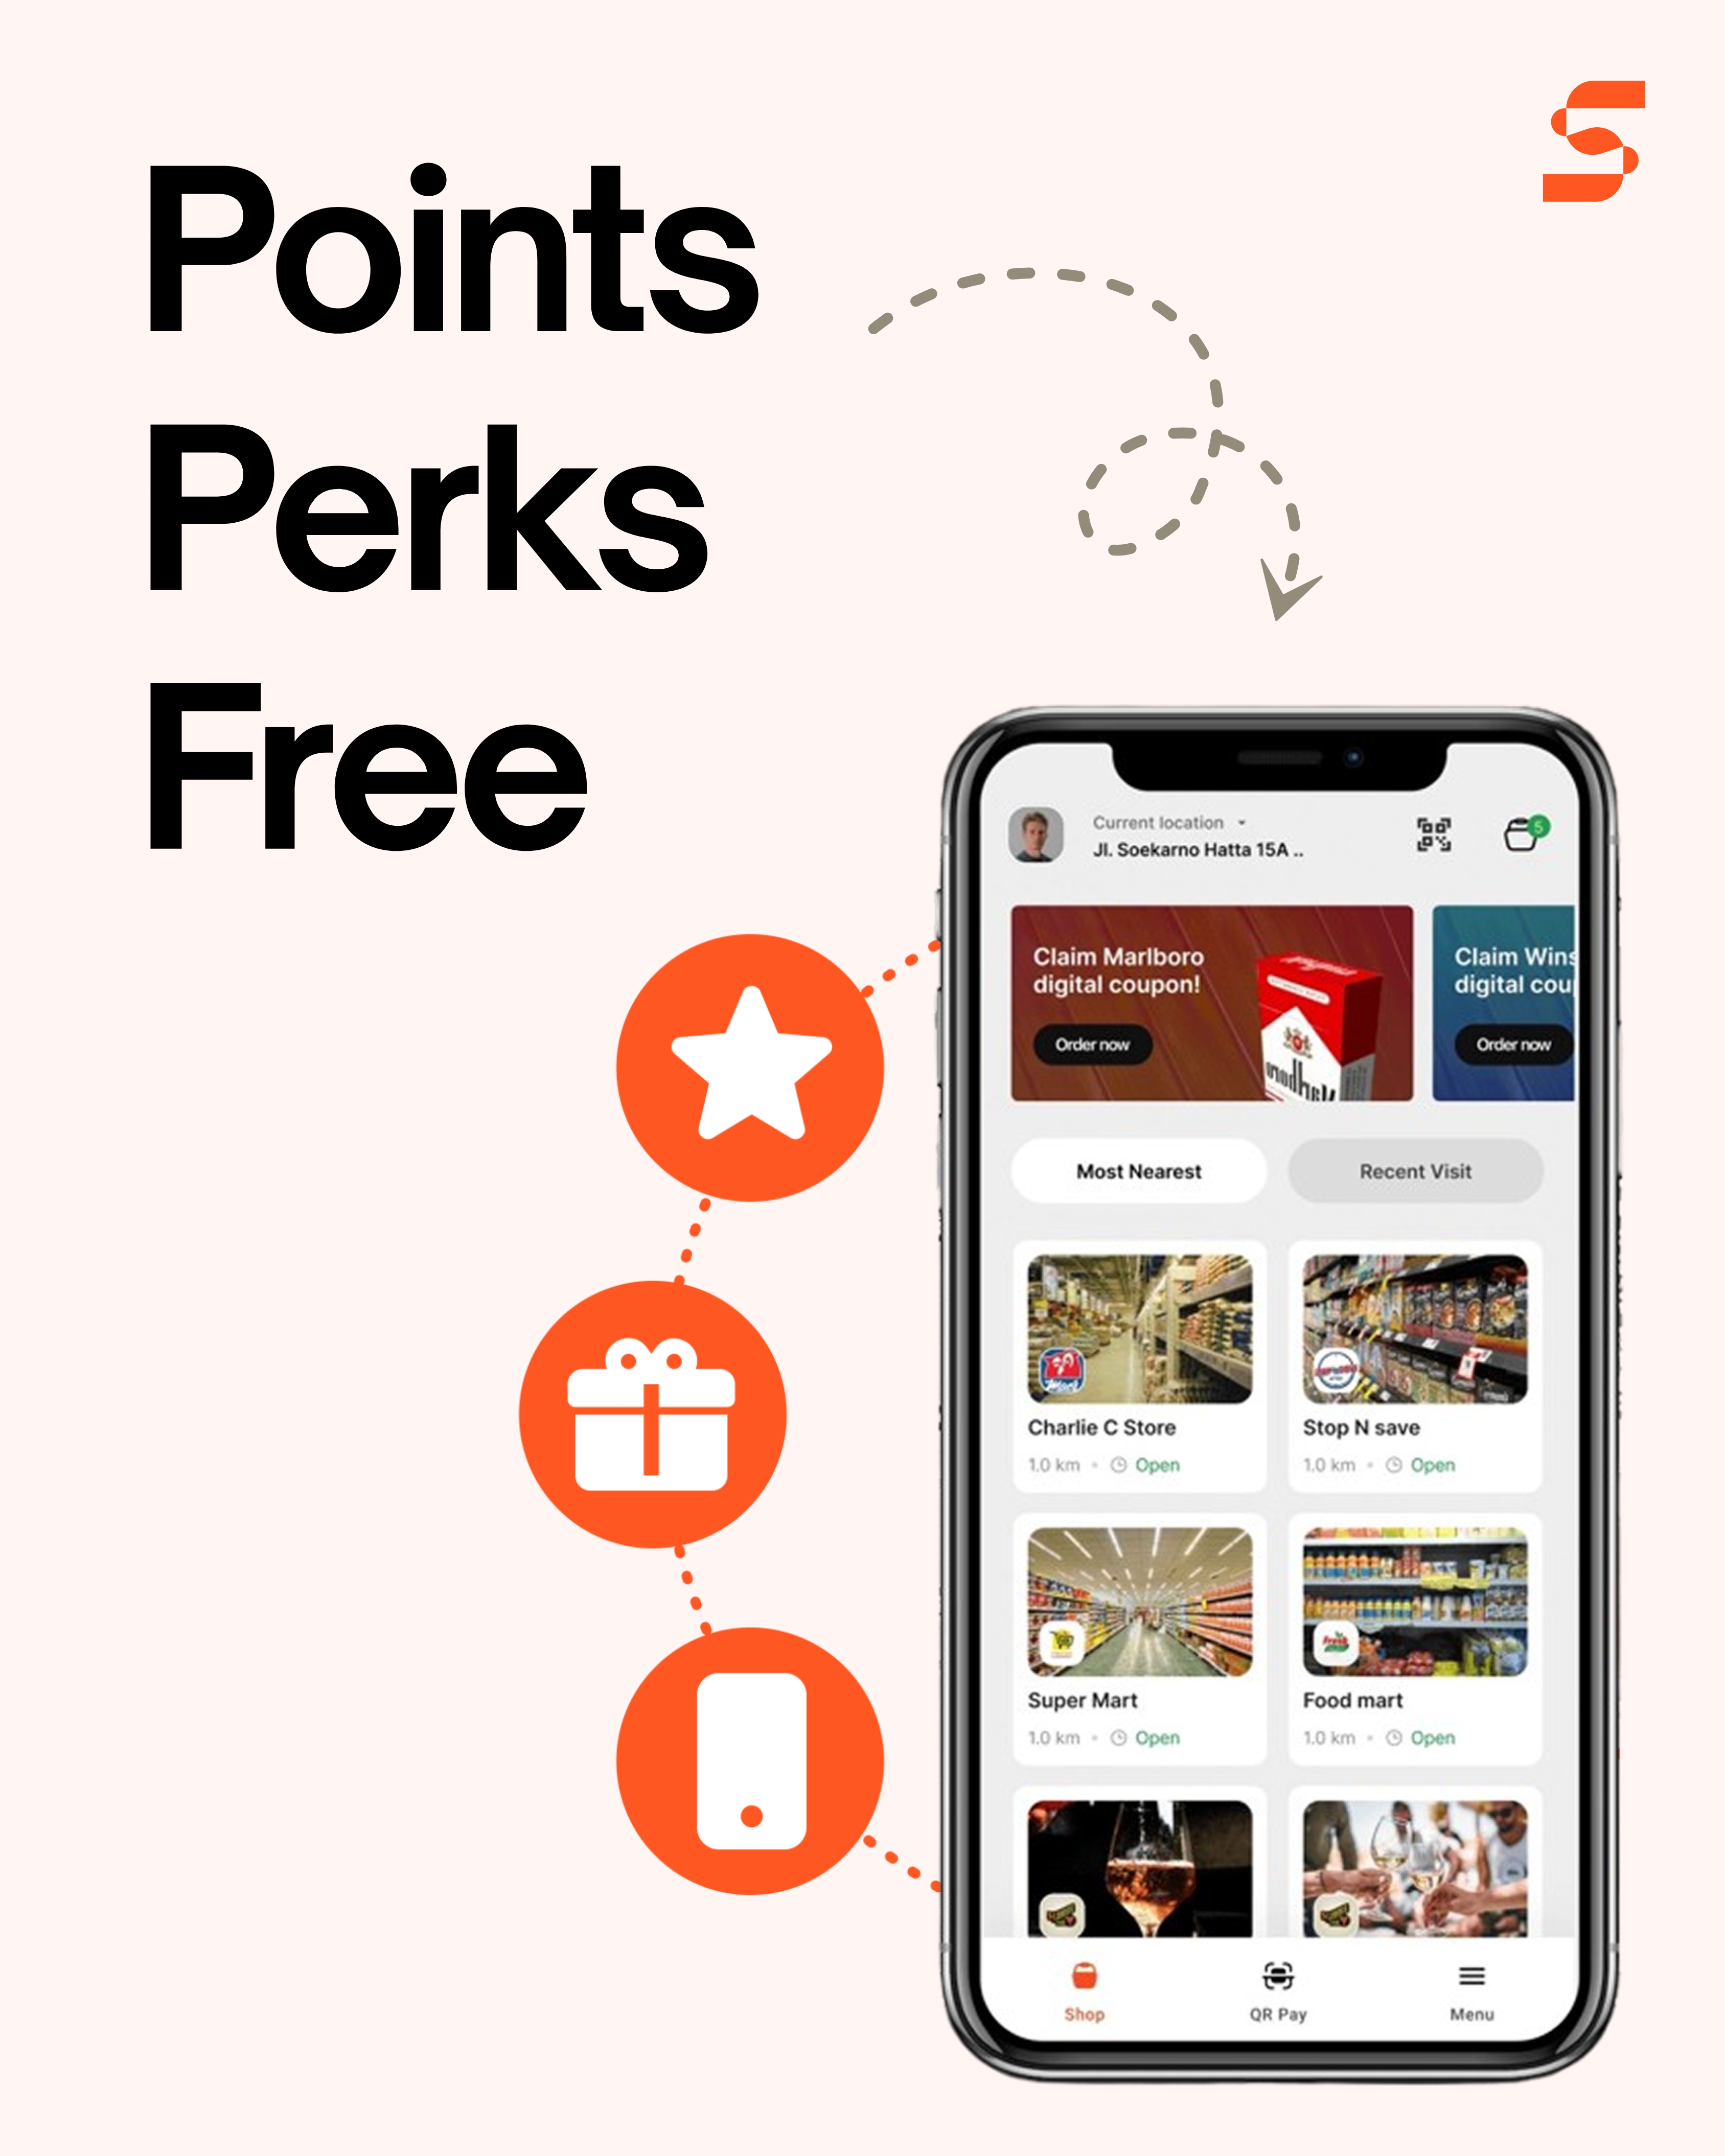 Points
Perks
Free
Current location
Jl. Soekarno Hatta 15A ..
5
Claim Marlboro
digital coupon!
Order now
Marlboro
Claim Wins
digital coup
Order now
Most Nearest
Recent Visit
Charlie C Store
1.0 km • Open
Stop N save
1.0 km • Open
Super Mart
1.0 km • Open
Food mart
1.0 km • Open
Shop
QR Pay
Menu